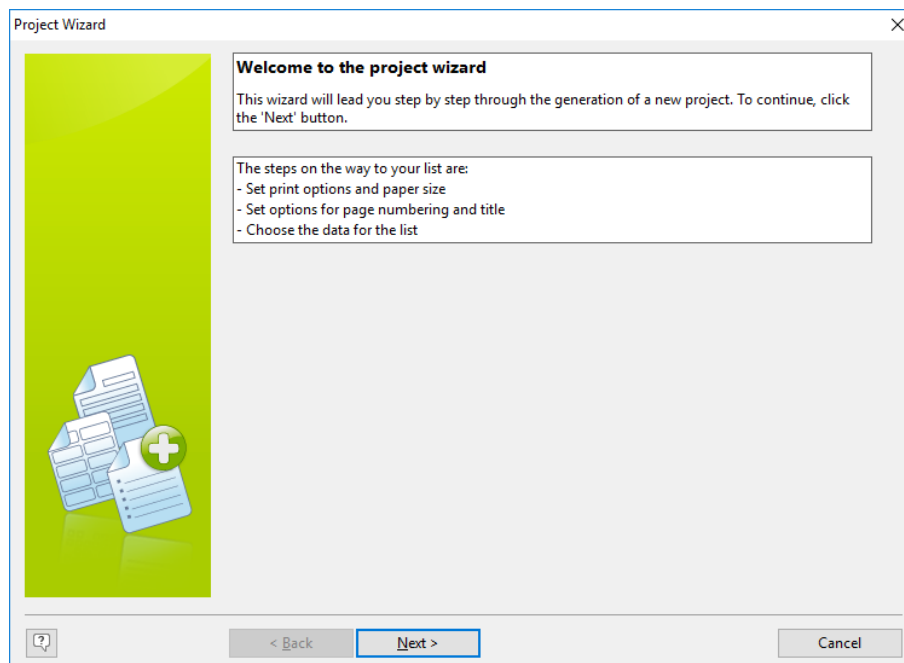 Project Wizard
Welcome to the project wizard
This wizard will lead you step by step through the generation of a new project. To continue, click
the 'Next' button.
The steps on the way to your list are:
- Set print options and paper size
- Set options for page numbering and title
- Choose the data for the list
?
< Back
Next >
Cancel